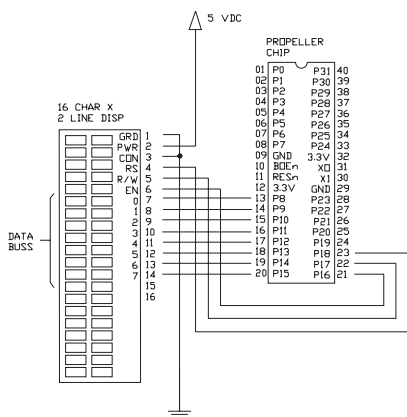 5 VDC
PROPELLER
CHIP
16 CHAR X
2 LINE DISP
GRD 1
PWR 2
CON 3
RS 4
R/W 5
EN 6
0 7
1 8
2 9
3 10
4 11
5 12
6 13
7 14
15
16
DATA
BUSS
01 P0 P31 40
02 P1 P30 39
03 P2 P29 38
04 P3 P28 37
05 P4 P27 36
06 P5 P26 35
07 P6 P25 34
08 P7 P24 33
09 GND 3.3V 32
10 BOEn XO 31
11 RESn X1 30
12 3.3V GND 29
13 P8 P23 28
14 P9 P22 27
15 P10 P21 26
16 P11 P20 25
17 P12 P19 24
18 P13 P18 23
19 P14 P17 22
20 P15 P16 21